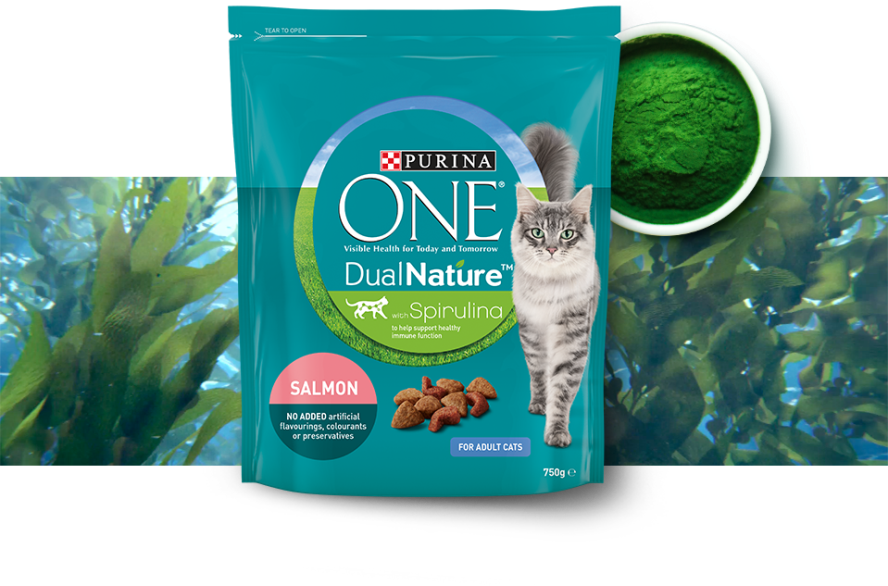 TEAR TO OPEN
PURINA
ONE®
Visible Health for Today and Tomorrow
DualNature™
with Spirulina
to help support healthy
immune function
SALMON
NO ADDED artificial
flavourings, colourants
or preservatives
FOR ADULT CATS
750g ℮